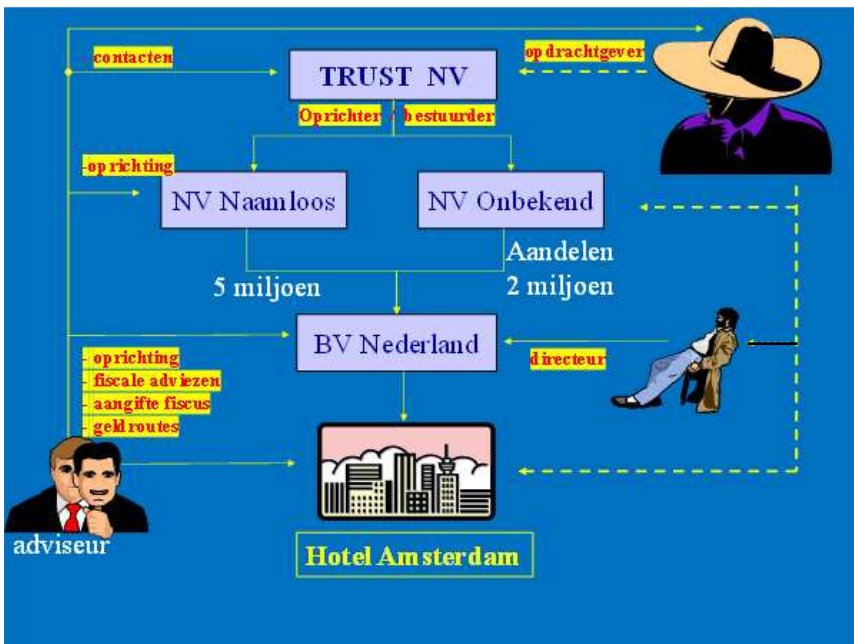 contacten
opdrachtgever
TRUST NV
Oprichter / bestuurder
-oprichting
NV Naamloos
NV Onbekend
Aandelen
5 miljoen
2 miljoen
BV Nederland
directeur
- oprichting
- fiscale adviezen
- aangifte fiscus
- geldroutes
adviseur
Hotel Amsterdam